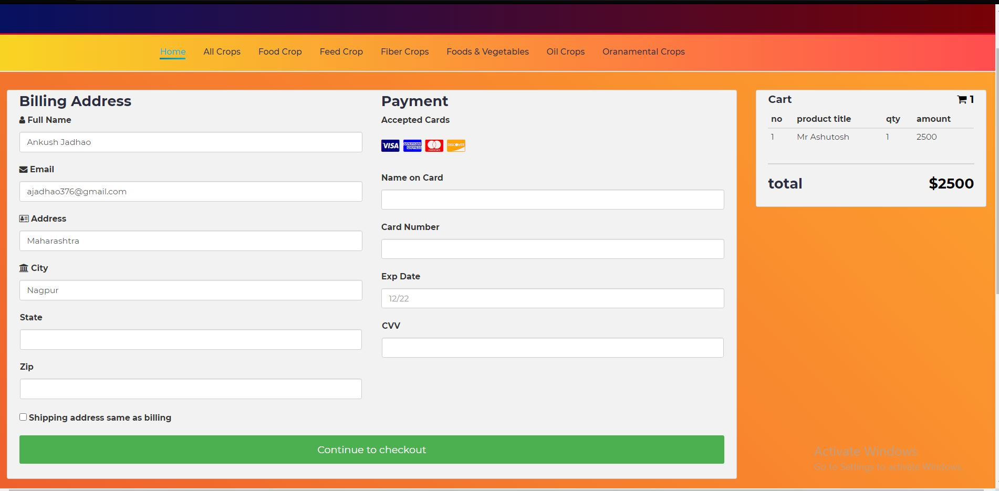 Home All Crops Food Crop Feed Crop Fiber Crops Foods & Vegetables Oil Crops Oranamental Crops
Billing Address
Full Name
Ankush Jadhao
Email
ajadhao376@gmail.com
Address
Maharashtra
City
Nagpur
State
Zip
Shipping address same as billing
Payment
Accepted Cards
VISA AMERICAN EXPRESS mastercard DISCOVER
Name on Card
Card Number
Exp Date
12/22
CVV
Continue to checkout
Cart 1
no product title qty amount
1 Mr Ashutosh 1 2500
total $2500
Activate Windows
Go to Settings to activate Windows.